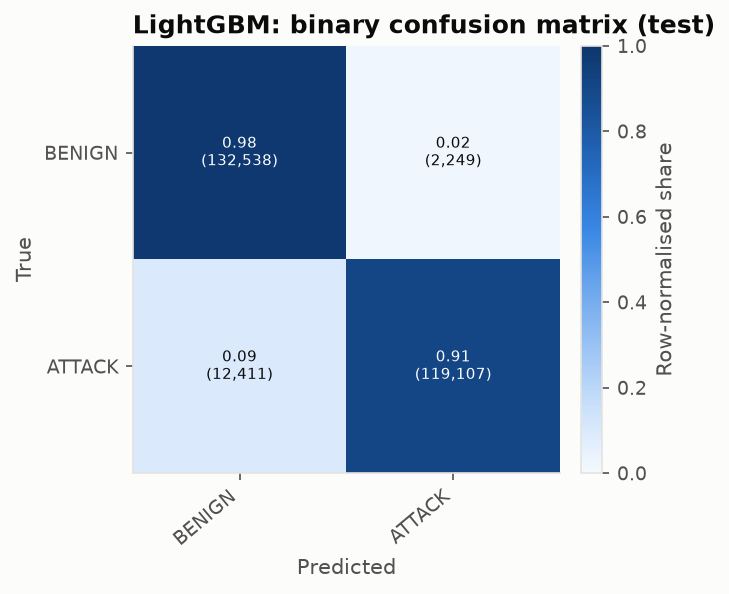 LightGBM: binary confusion matrix (test)
1.0
0.8
0.6
0.4
0.2
0.0
Row-normalised share
True
BENIGN
0.98
(132,538)
0.02
(2,249)
ATTACK
0.09
(12,411)
0.91
(119,107)
BENIGN
ATTACK
Predicted